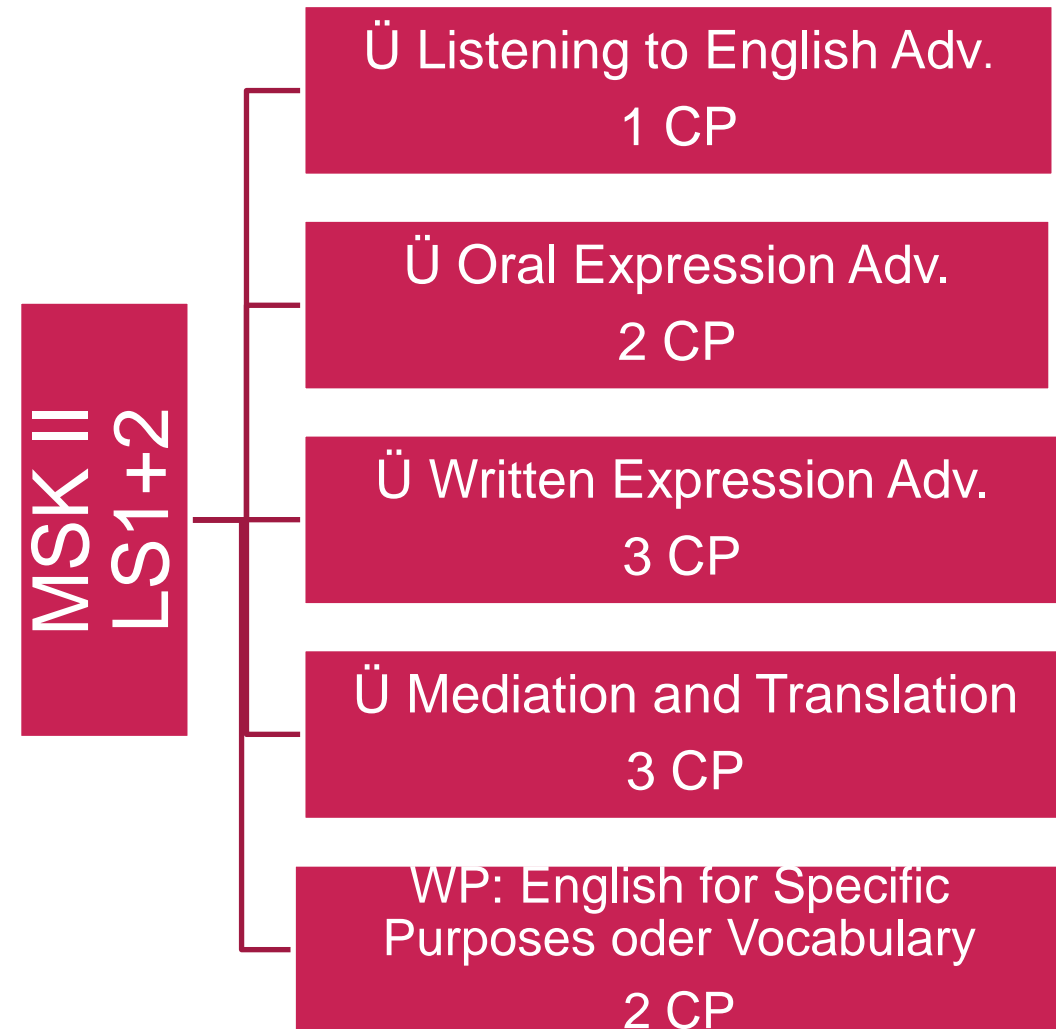 MSK II
LS1+2
Ü Listening to English Adv.
1 CP
Ü Oral Expression Adv.
2 CP
Ü Written Expression Adv.
3 CP
Ü Mediation and Translation
3 CP
WP: English for Specific
Purposes oder Vocabulary
2 CP